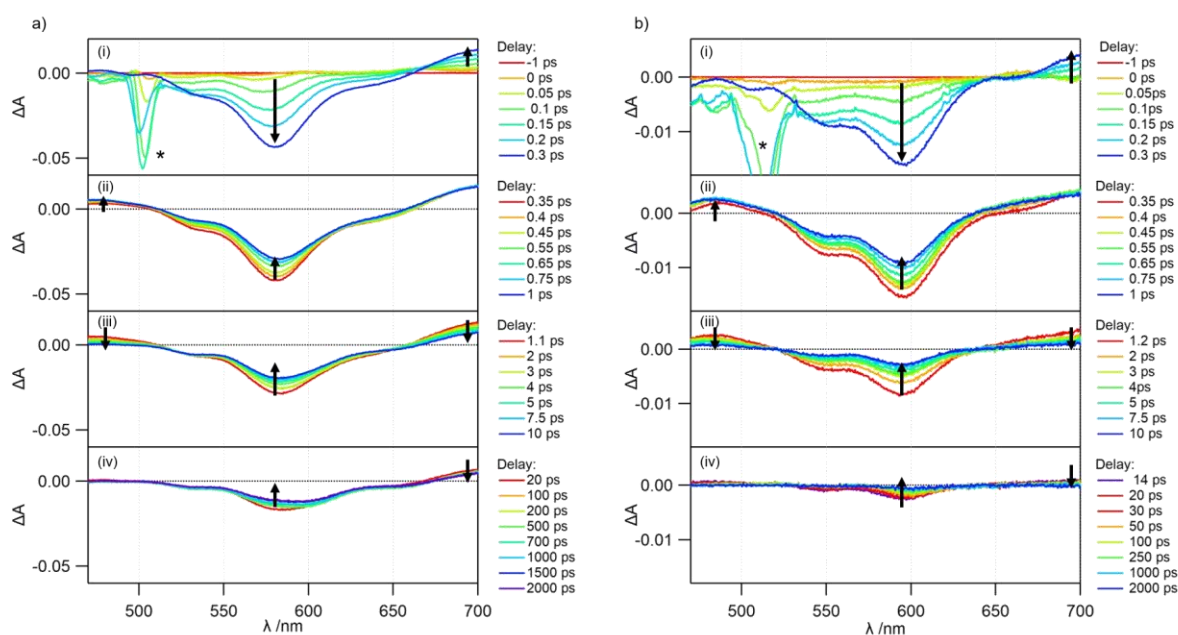 a)
(i)
ΔA
0.00
-0.05
*
Delay:
-1 ps
0 ps
0.05 ps
0.1 ps
0.15 ps
0.2 ps
0.3 ps
(ii)
ΔA
0.00
-0.05
Delay:
0.35 ps
0.4 ps
0.45 ps
0.55 ps
0.65 ps
0.75 ps
1 ps
(iii)
ΔA
0.00
-0.05
Delay:
1.1 ps
2 ps
3 ps
4 ps
5 ps
7.5 ps
10 ps
(iv)
ΔA
0.00
-0.05
Delay:
20 ps
100 ps
200 ps
500 ps
700 ps
1000 ps
1500 ps
2000 ps
500 550 600 650 700
λ /nm
b)
(i)
ΔA
0.00
-0.01
*
Delay:
-1 ps
0 ps
0.05ps
0.1ps
0.15 ps
0.2 ps
0.3 ps
(ii)
ΔA
0.00
-0.01
Delay:
0.35 ps
0.4 ps
0.45 ps
0.55 ps
0.65 ps
0.75 ps
1 ps
(iii)
ΔA
0.00
-0.01
Delay:
1.2 ps
2 ps
3 ps
4ps
5 ps
7.5 ps
10 ps
(iv)
ΔA
0.00
-0.01
Delay:
14 ps
20 ps
30 ps
50 ps
100 ps
250 ps
1000 ps
2000 ps
500 550 600 650 700
λ /nm